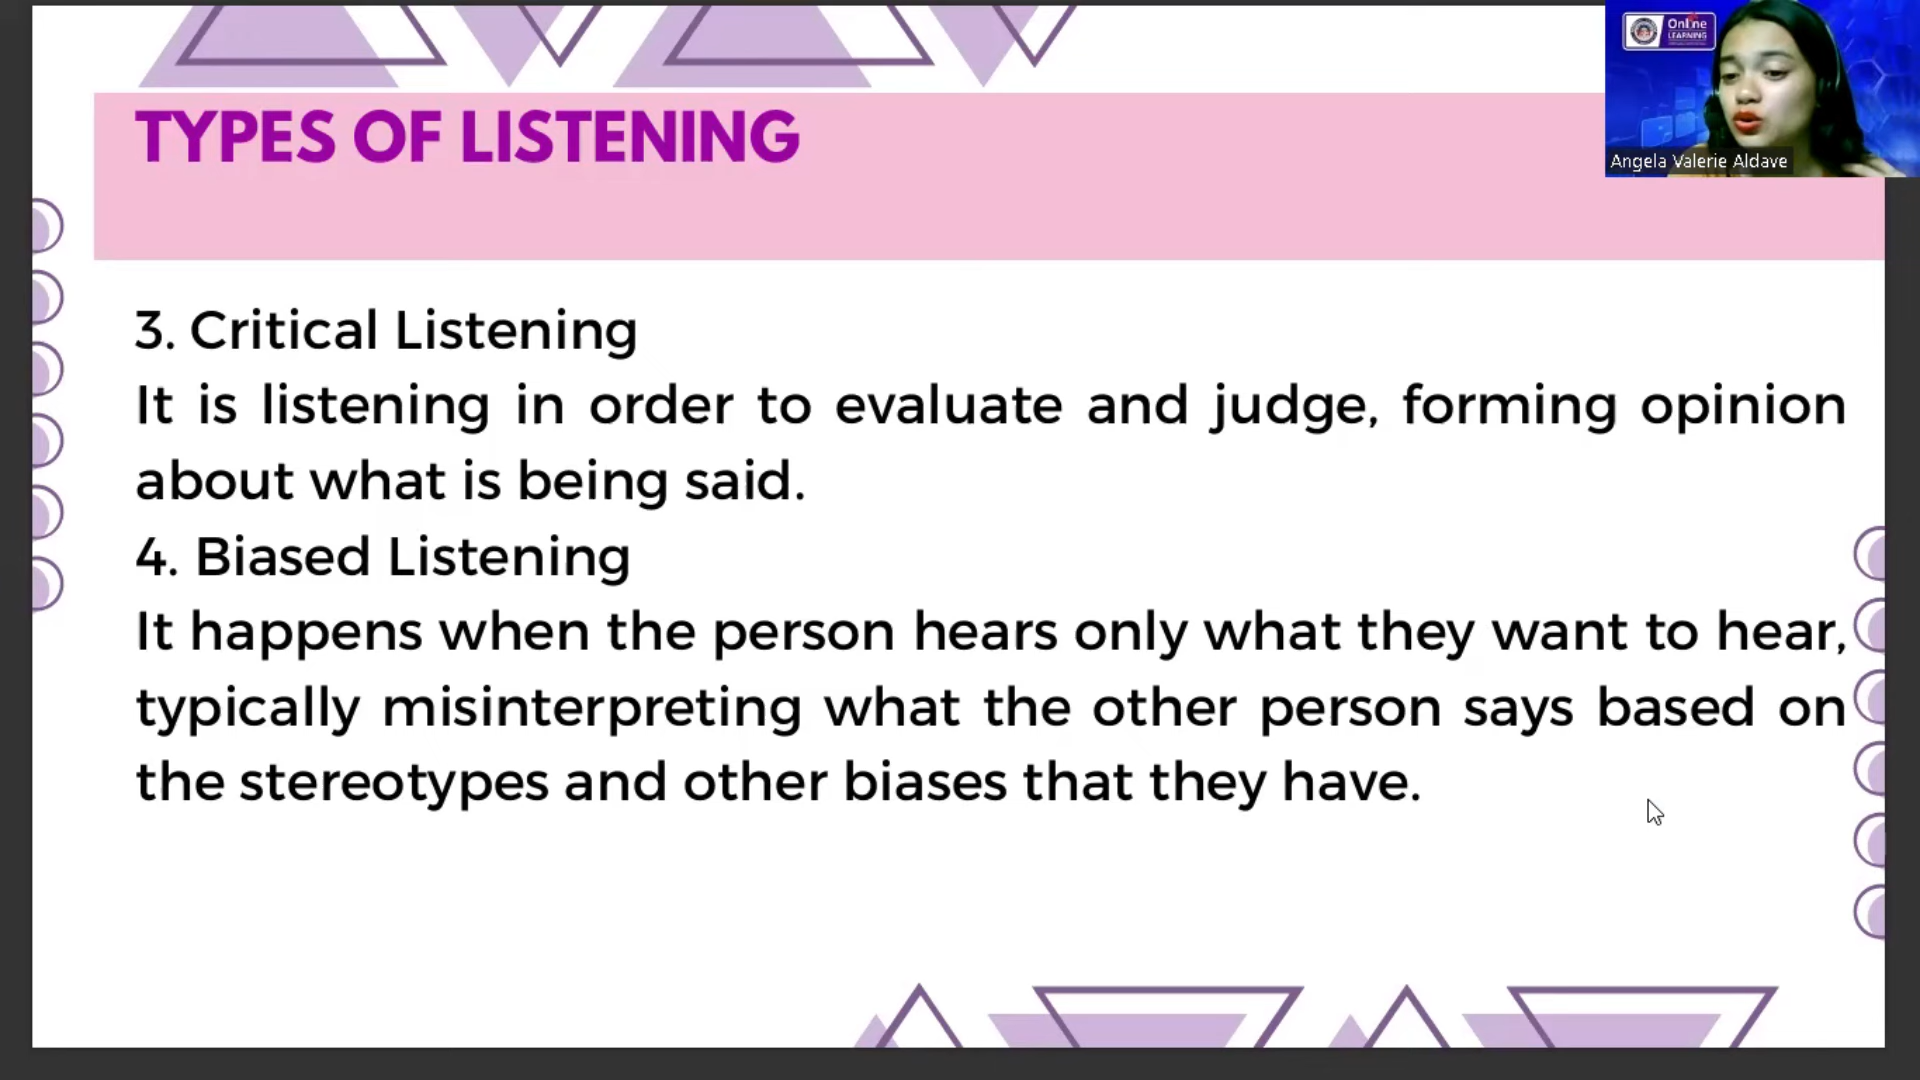 TYPES OF LISTENING
Online
LEARNING
Angela Valerie Aldave
3. Critical Listening
It is listening in order to evaluate and judge, forming opinion
about what is being said.
4. Biased Listening
It happens when the person hears only what they want to hear,
typically misinterpreting what the other person says based on
the stereotypes and other biases that they have.